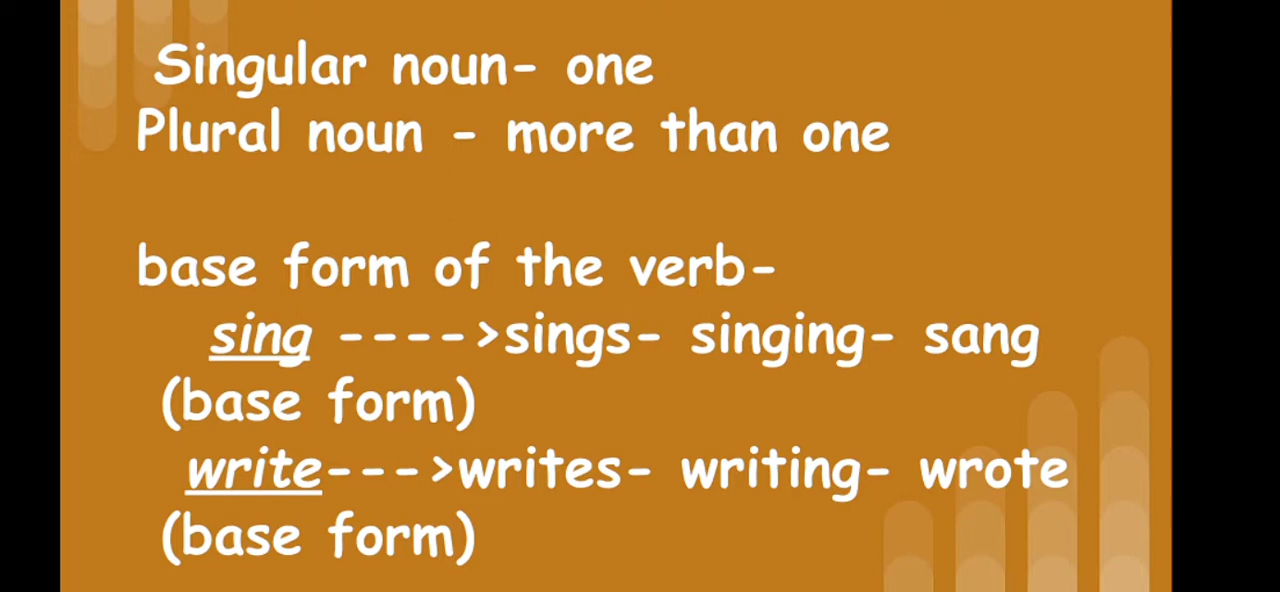 Singular noun- one
Plural noun - more than one
base form of the verb-
sing ---->sings- singing- sang
(base form)
write--->writes- writing- wrote
(base form)